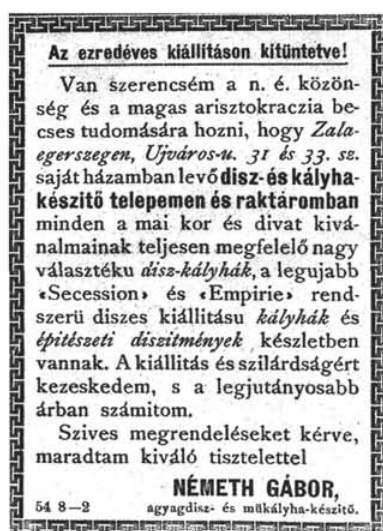 Az ezredéves kiállításon kitüntetve!
Van szerencsém a n. é. közön-
ség és a magas arisztokraczia be-
cses tudomására hozni, hogy Zala-
egerszegen, Ujváros-u. 31 és 33. sz.
saját házamban levő disz- és kályha-
készitő telepemen és raktáromban
minden a mai kor és divat kivá-
nalmainak teljesen megfelelő nagy
választéku disz-kályhák, a legujabb
«Secession» és «Empirie» rend-
szerü diszes kiállitásu kályhák és
épitészeti diszitmények készletben
vannak. A kiállitás és szilárdságért
kezeskedem, s a legjutányosabb
árban számitom.
Szives megrendeléseket kérve,
maradtam kiváló tisztelettel
NÉMETH GÁBOR,
54 8—2 agyagdisz- és mükályha-készitő.